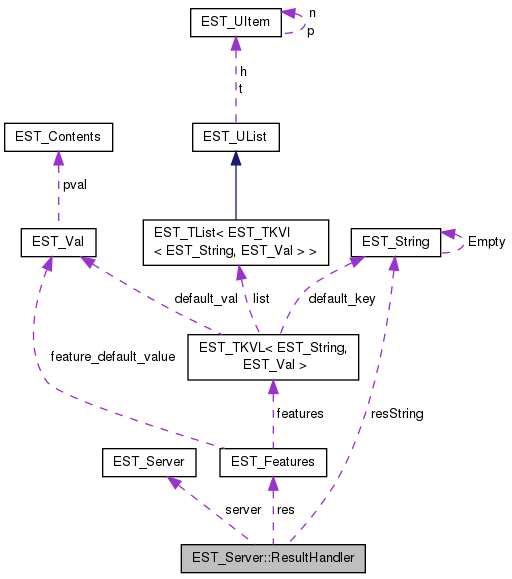 EST_UItem
n
p
h
t
EST_Contents
EST_UList
pval
EST_Val
EST_TList< EST_TKVI
< EST_String, EST_Val > >
EST_String
Empty
default_val
list
default_key
feature_default_value
EST_TKVL< EST_String,
EST_Val >
features
resString
EST_Server
EST_Features
server
res
EST_Server::ResultHandler